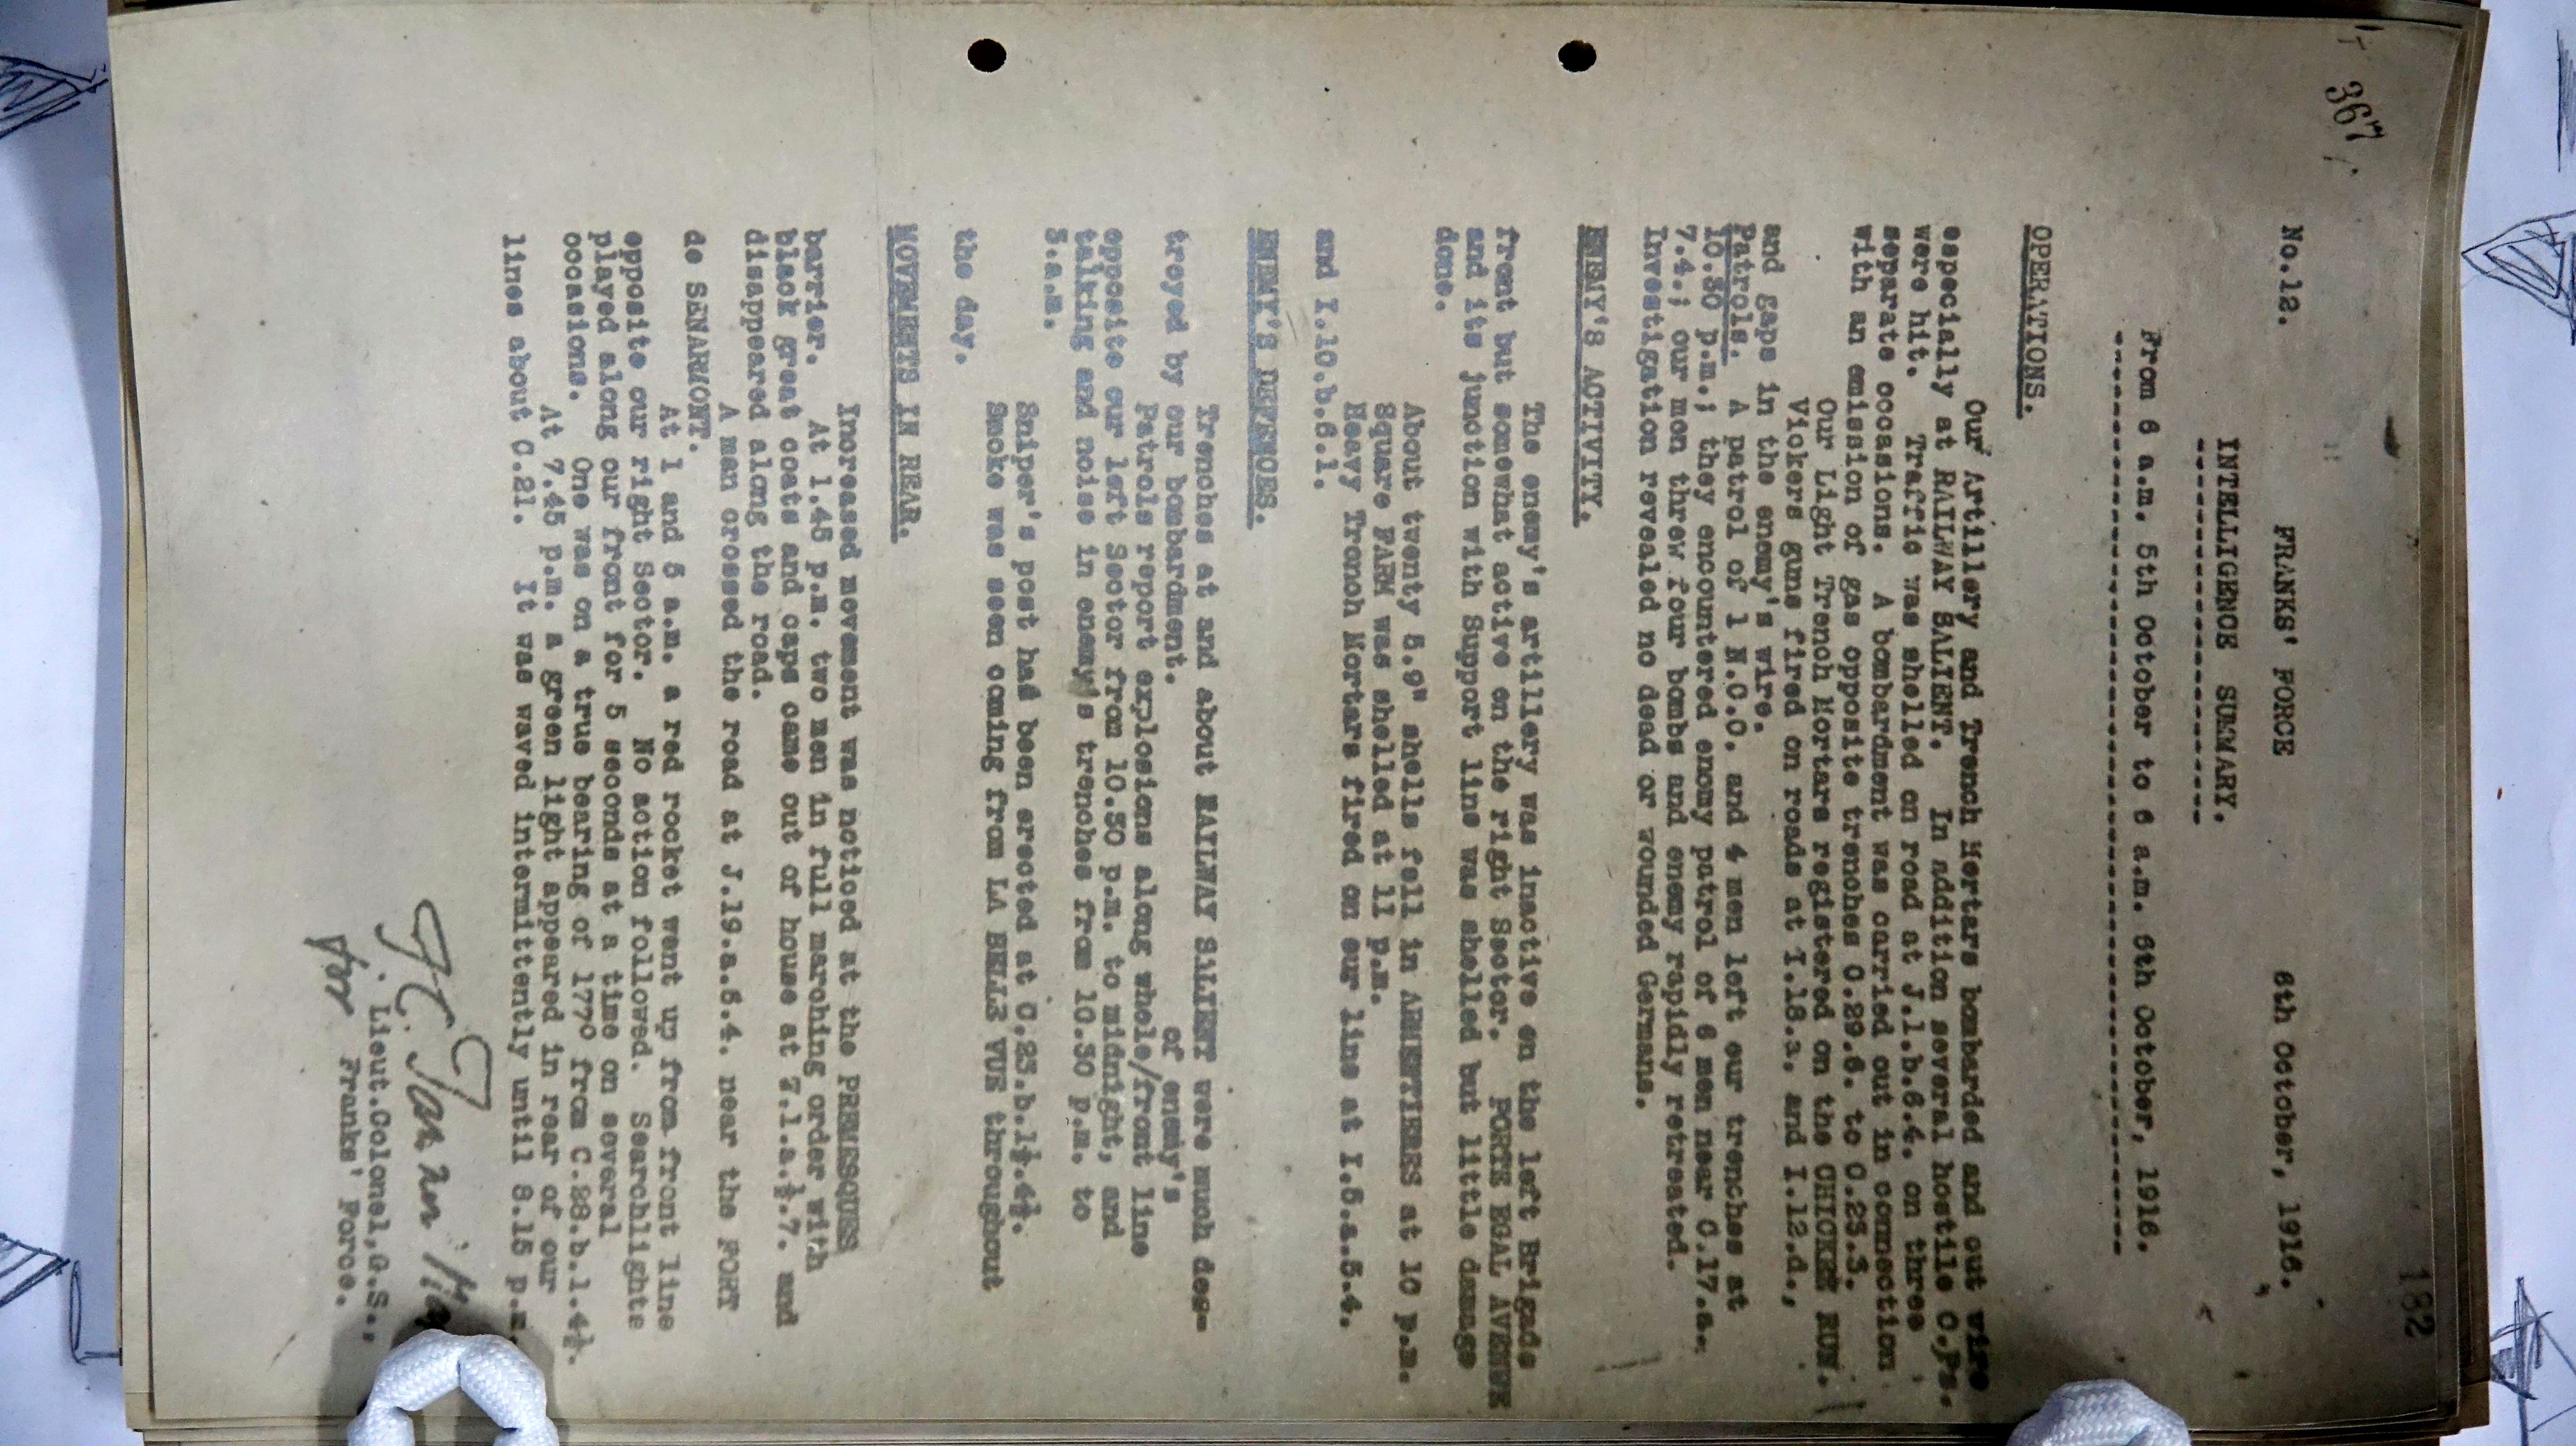 182
367
No.12. FRANKS' FORCE 6th October, 1916.
INTELLIGENCE SUMMARY.
From 6 a.m. 5th October to 6 a.m. 6th October, 1916.
OPERATIONS.
Our Artillery and Trench Mortars bombarded and cut wire
especially at RAILWAY SALIENT. In addition several hostile O.Ps.
were hit. Traffic was shelled on road at J.1.b.6.4. on three
separate occasions. A bombardment was carried out in connection
with an emission of gas opposite trenches C.29.6. to C.23.3.
Our Light Trench Mortars registered on the CHICKEN RUN.
Vickers guns fired on roads at I.18.a. and I.12.d.,
and gaps in the enemy's wire.
Patrols. A patrol of 1 N.C.O. and 4 men left our trenches at
10.30 p.m.; they encountered enemy patrol of 6 men near C.17.a.
7.4.; our men threw four bombs and enemy rapidly retreated.
Investigation revealed no dead or wounded Germans.
ENEMY'S ACTIVITY.
The enemy's artillery was inactive on the left Brigade
front but somewhat active on the right Sector. PORTE EGAL AVENUE
and its junction with Support line was shelled but little damage
done.
About twenty 5.9" shells fell in ARMENTIERES at 10 p.m.
Square FARM was shelled at 11 p.m.
Heavy Trench Mortars fired on our line at I.5.a.5.4.
and I.10.b.6.1.
ENEMY'S DEFENCES.
Trenches at and about RAILWAY SALIENT were much des-
troyed by our bombardment.
of enemy's
Patrols report explosions along whole/front line
opposite our left Sector from 10.30 p.m. to midnight, and
talking and noise in enemy's trenches from 10.30 p.m. to
3.a.m.
Sniper's post had been erected at C.23.b.1½.4½.
Smoke was seen coming from LA BELLE VUE throughout
the day.
MOVEMENTS IN REAR.
Increased movement was noticed at the PREMESQUES
barrier. At 1.45 p.m. two men in full marching order with
black great coats and caps came out of house at J.1.a.½.7. and
disappeared along the road.
A man crossed the road at J.19.a.5.4. near the FORT
de SENARMONT.
At 1 and 5 a.m. a red rocket went up from front line
opposite our right Sector. No action followed. Searchlights
played along our front for 5 seconds at a time on several
occasions. One was on a true bearing of 177° from C.28.b.1.4½.
At 7.45 p.m. a green light appeared in rear of our
lines about C.21. It was waved intermittently until 8.15 p.m.
Lieut.Colonel,G.S.,
for Franks' Force.